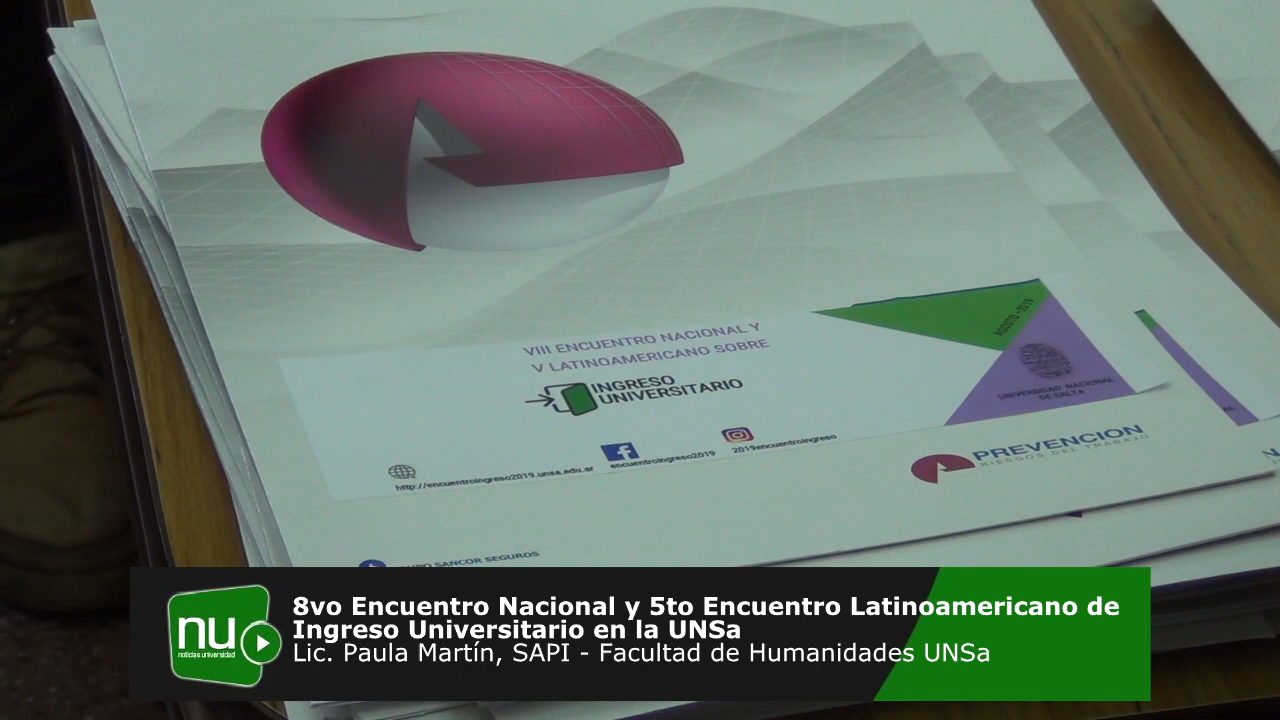 VIII ENCUENTRO NACIONAL Y
V LATINOAMERICANO SOBRE
INGRESO
UNIVERSITARIO
AGOSTO - 2019
UNIVERSIDAD NACIONAL
DE SALTA
http://encuentroingreso2019.unsa.edu.ar
encuentroingreso2019
2019encuentroingreso
PREVENCION
RIESGOS DEL TRABAJO
SANCOR SEGUROS
nu
noticias universidad
8vo Encuentro Nacional y 5to Encuentro Latinoamericano de
Ingreso Universitario en la UNSa
Lic. Paula Martín, SAPI - Facultad de Humanidades UNSa